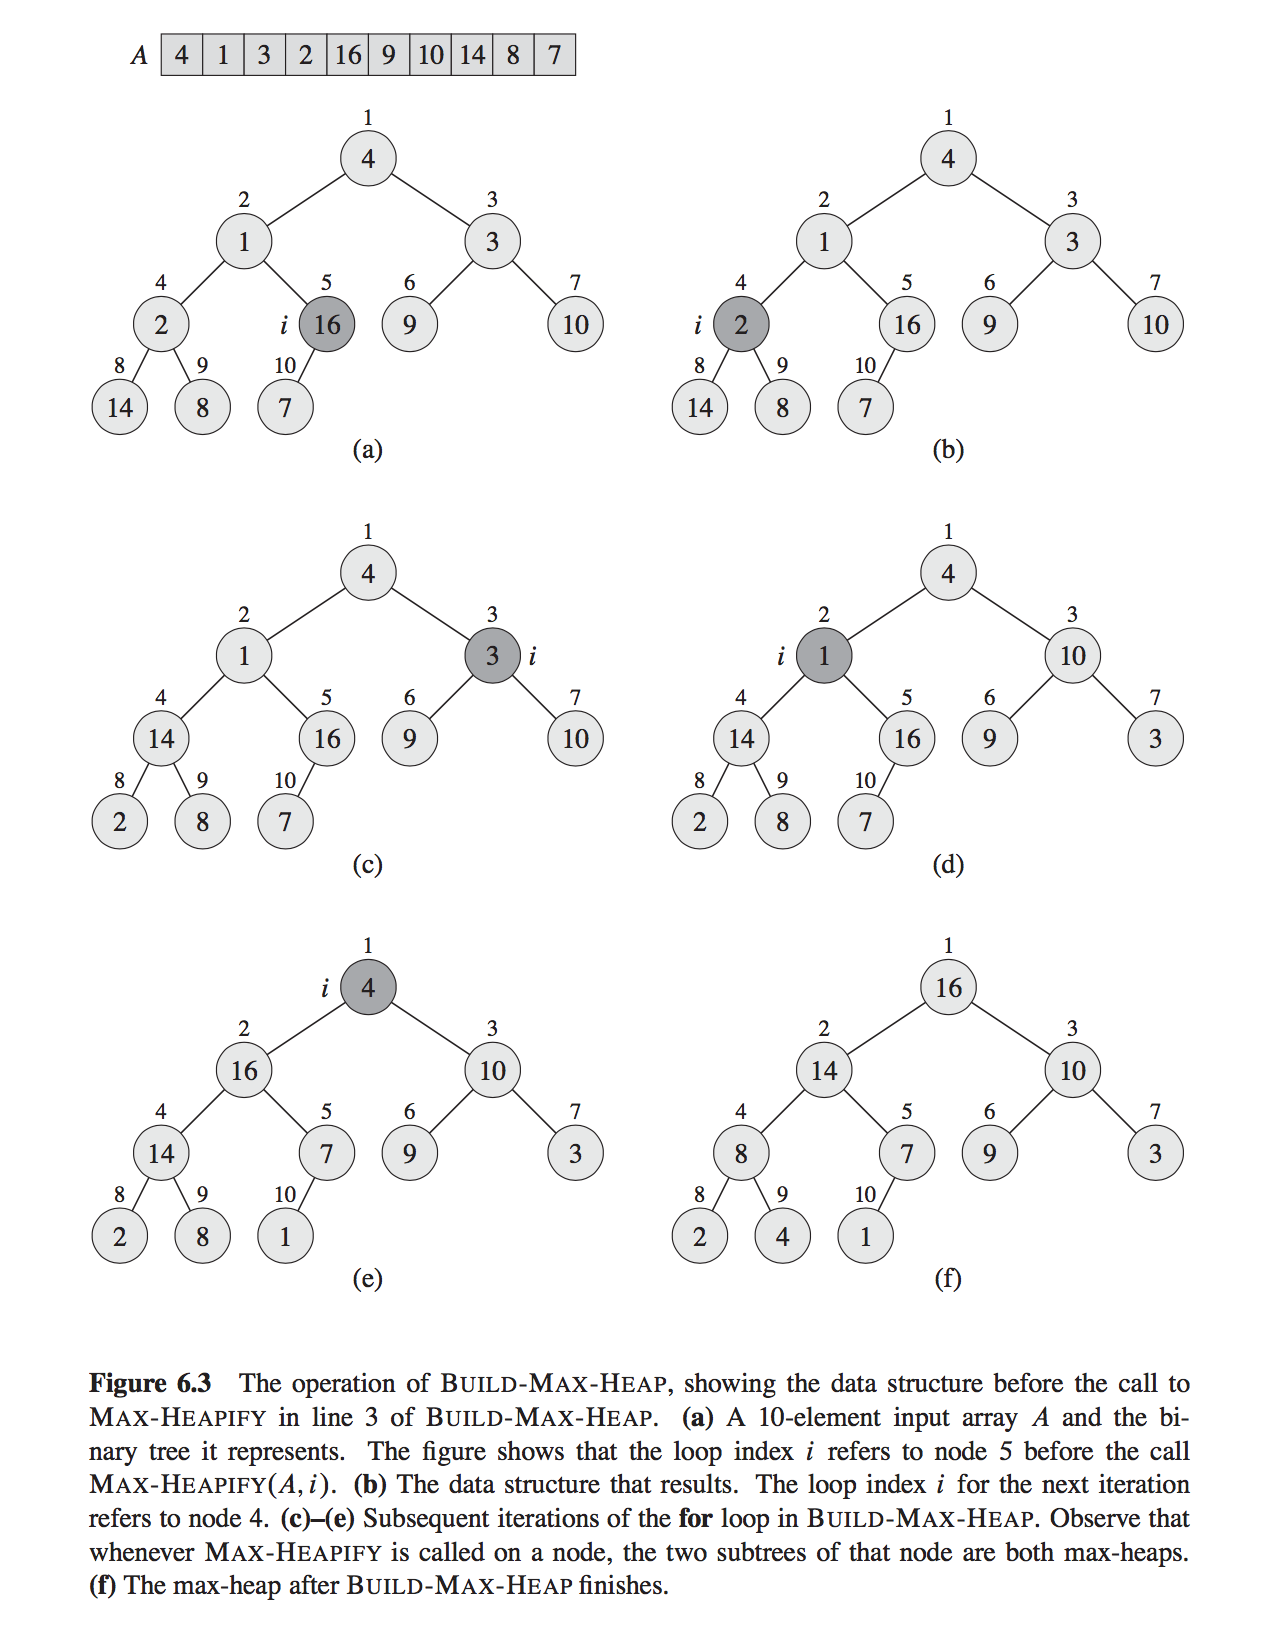 A 4 1 3 2 16 9 10 14 8 7
1 1
4 4
2 3 2 3
1 3 1 3
4 5 6 7 4 5 6 7
2 i 16 9 10 i 2 16 9 10
8 9 10 8 9 10
14 8 7 14 8 7
(a) (b)
1 1
4 4
2 3 2 3
1 3 i i 1 10
4 5 6 7 4 5 6 7
14 16 9 10 14 16 9 3
8 9 10 8 9 10
2 8 7 2 8 7
(c) (d)
1 1
i 4 16
2 3 2 3
16 10 14 10
4 5 6 7 4 5 6 7
14 7 9 3 8 7 9 3
8 9 10 8 9 10
2 8 1 2 4 1
(e) (f)
Figure 6.3 The operation of BUILD-MAX-HEAP, showing the data structure before the call to
MAX-HEAPIFY in line 3 of BUILD-MAX-HEAP. (a) A 10-element input array A and the bi-
nary tree it represents. The figure shows that the loop index i refers to node 5 before the call
MAX-HEAPIFY(A, i). (b) The data structure that results. The loop index i for the next iteration
refers to node 4. (c)–(e) Subsequent iterations of the for loop in BUILD-MAX-HEAP. Observe that
whenever MAX-HEAPIFY is called on a node, the two subtrees of that node are both max-heaps.
(f) The max-heap after BUILD-MAX-HEAP finishes.